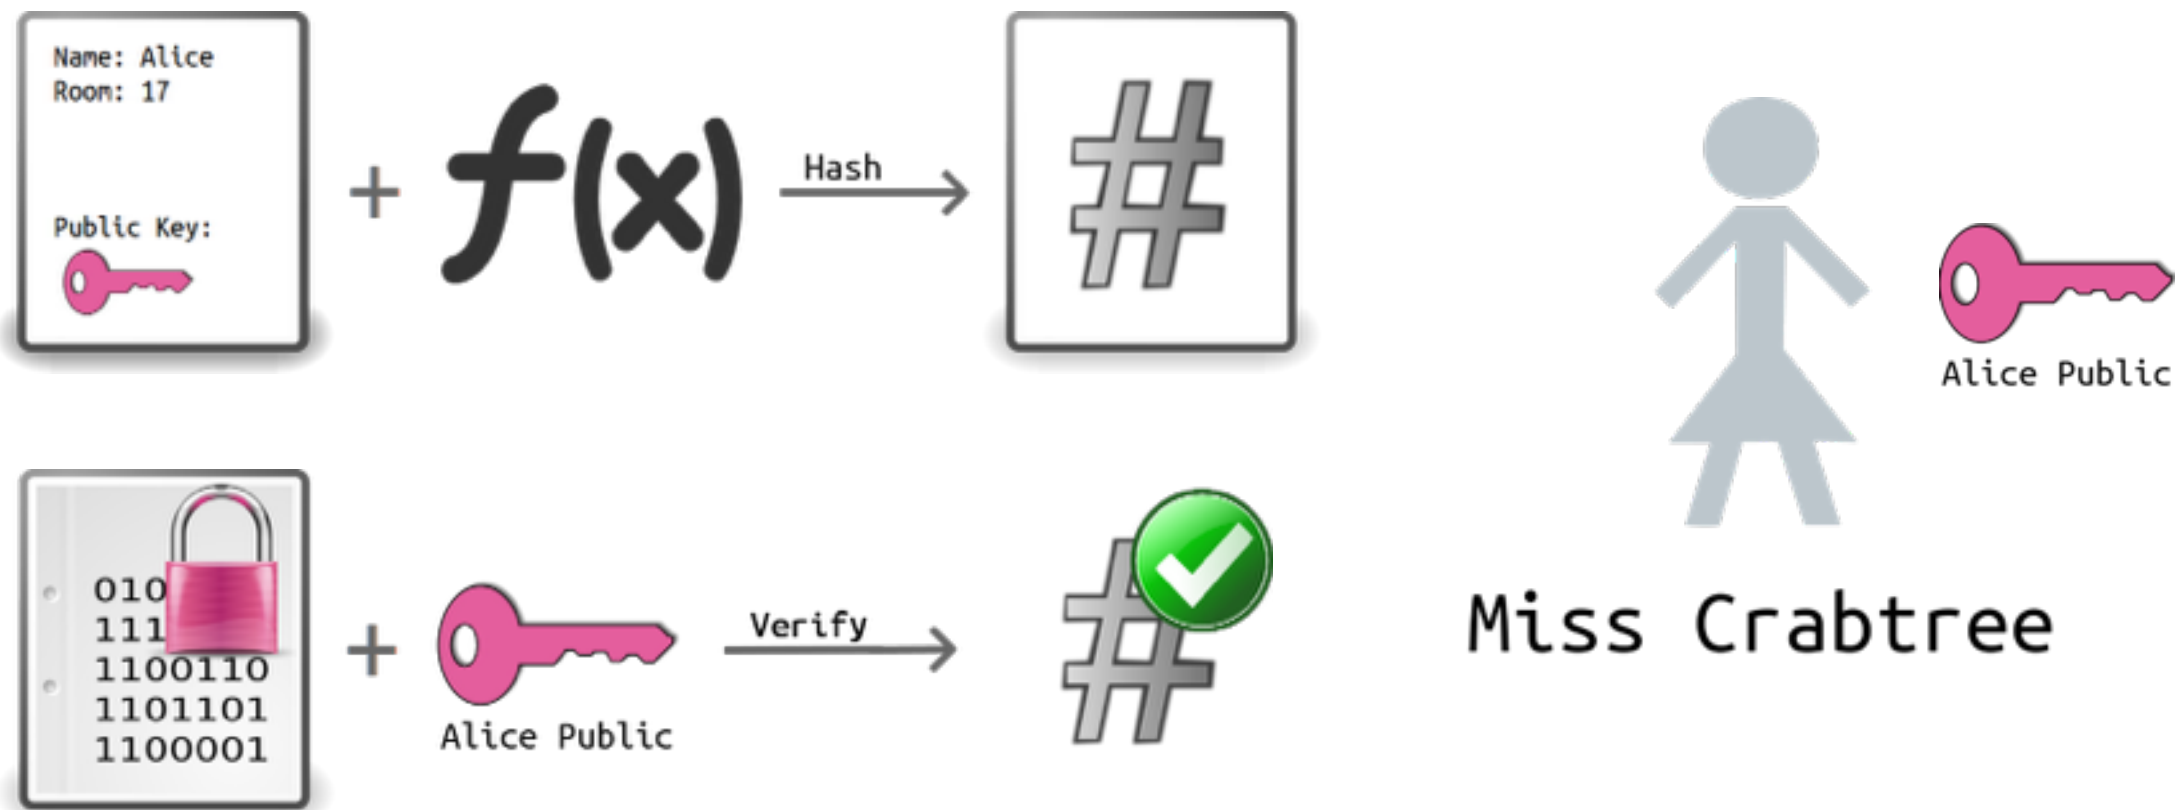 Name: Alice
Room: 17
Public Key:
+
f(x)
Hash
#
Alice Public
010
111
1100110
1101101
1100001
+
Alice Public
Verify
#
Miss Crabtree